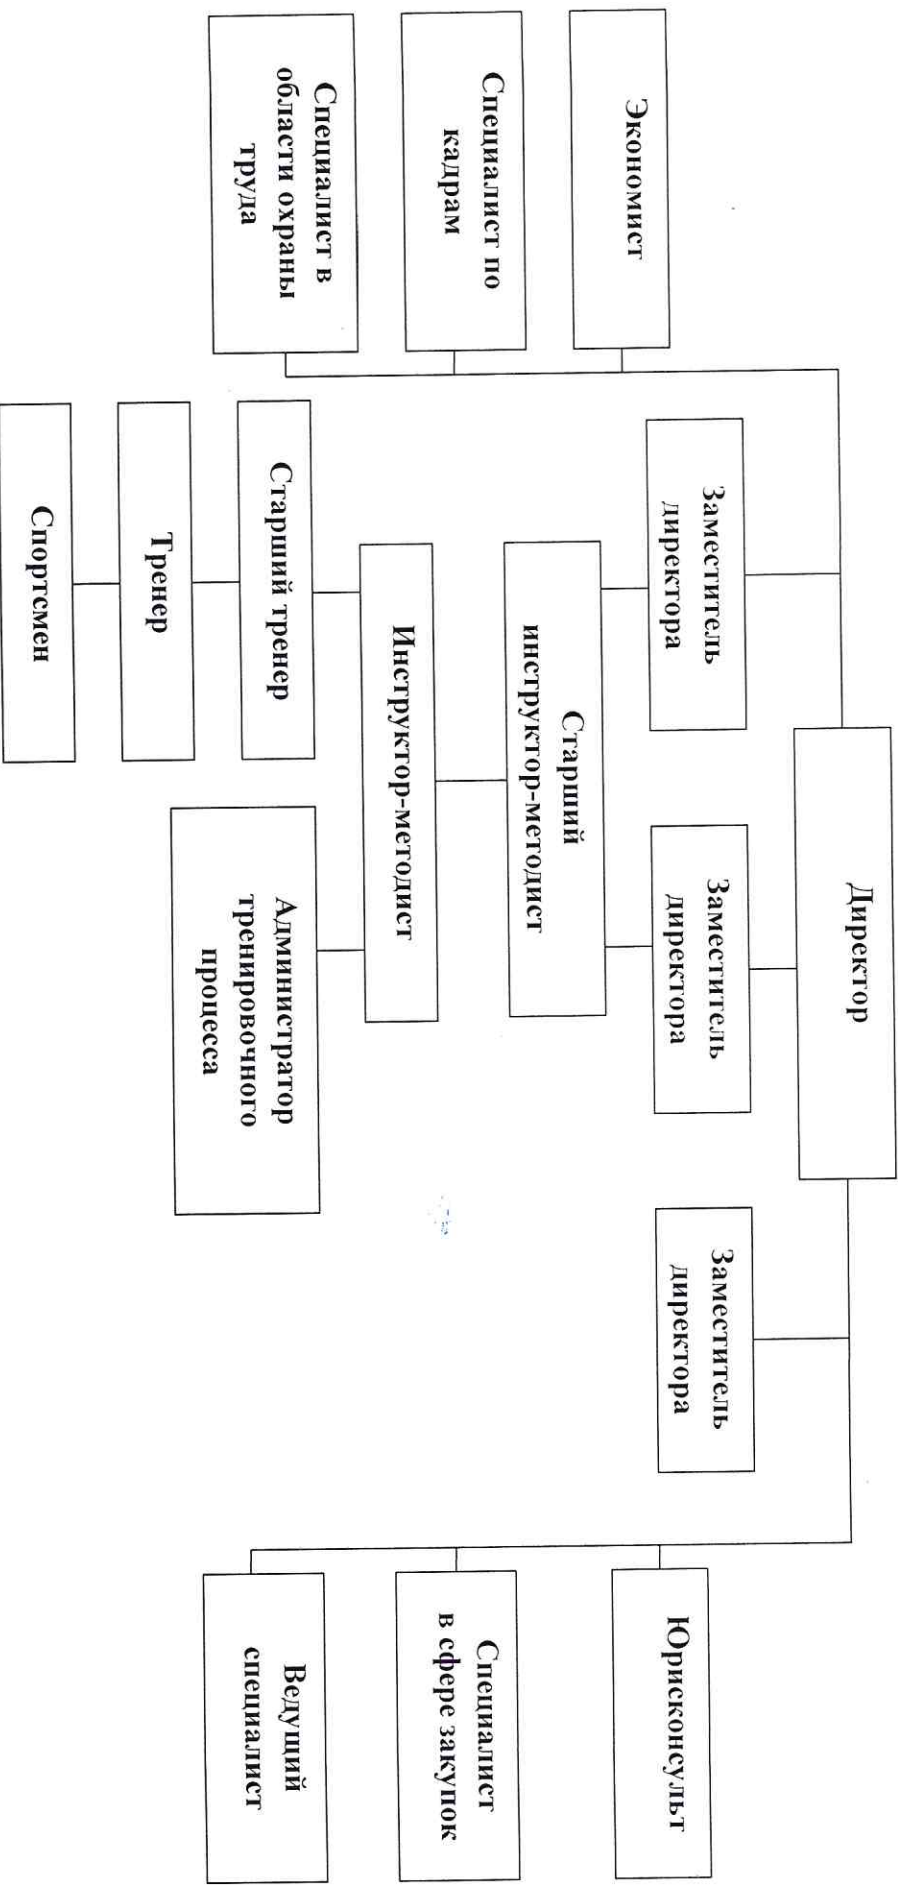 Директор
Заместитель
директора
Заместитель
директора
Заместитель
директора
Экономист
Специалист по
кадрам
Специалист в
области охраны
труда
Старший
инструктор-методист
Инструктор-методист
Старший тренер
Тренер
Спортсмен
Администратор
тренировочного
процесса
Юрисконсульт
Специалист
в сфере закупок
Ведущий
специалист